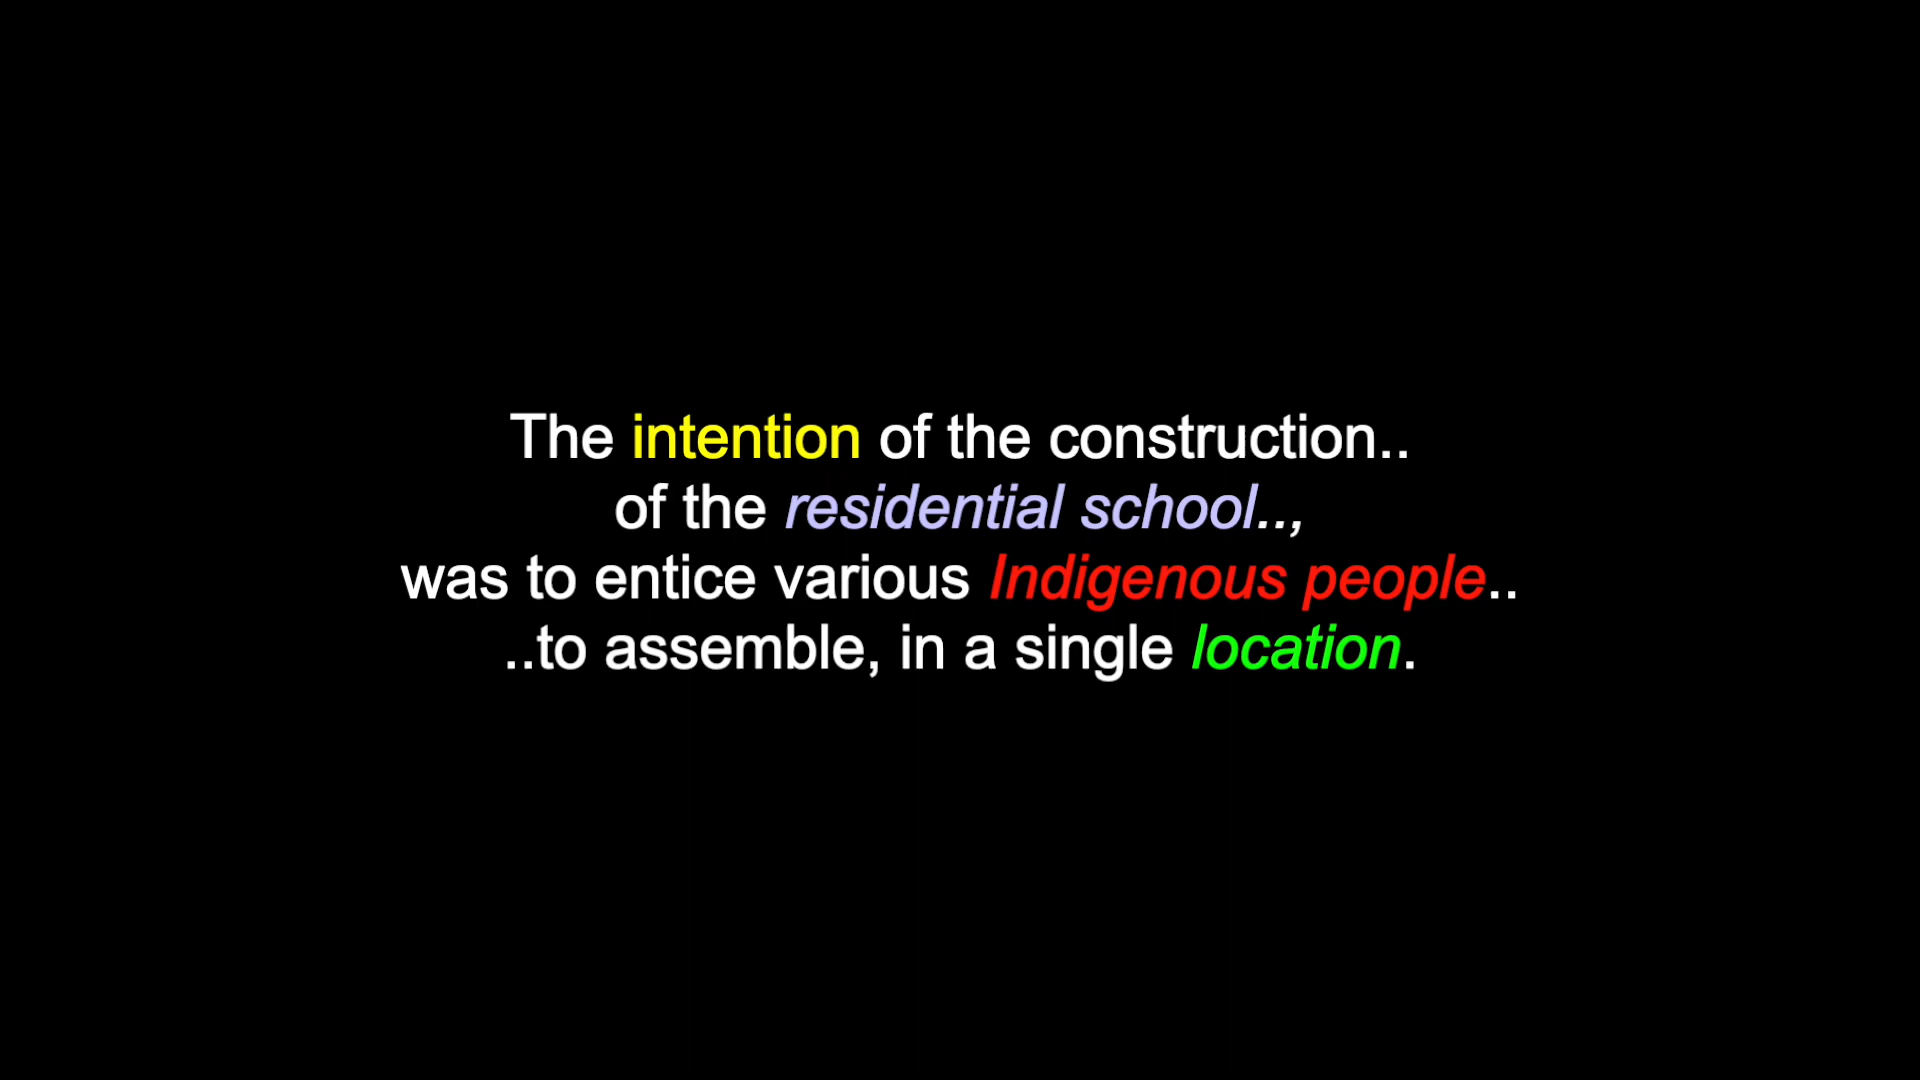 The intention of the construction..
of the residential school..,
was to entice various Indigenous people..
..to assemble, in a single location.